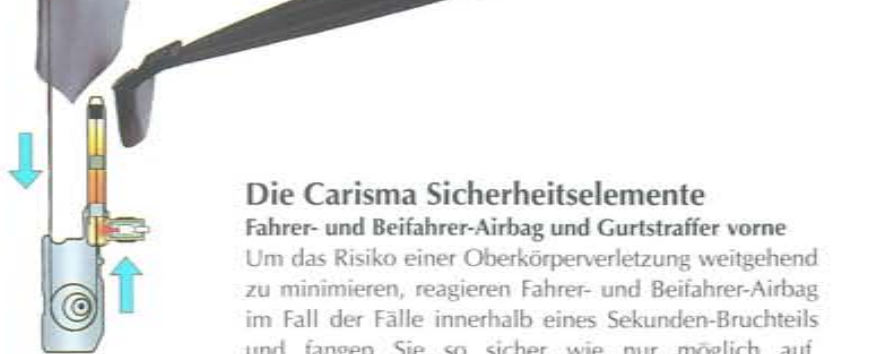 Die Carisma Sicherheitselemente
Fahrer- und Beifahrer-Airbag und Gurtstraffer vorne
Um das Risiko einer Oberkörperverletzung weitgehend
zu minimieren, reagieren Fahrer- und Beifahrer-Airbag
im Fall der Fälle innerhalb eines Sekunden-Bruchteils
und fangen Sie so sicher wie nur möglich auf.